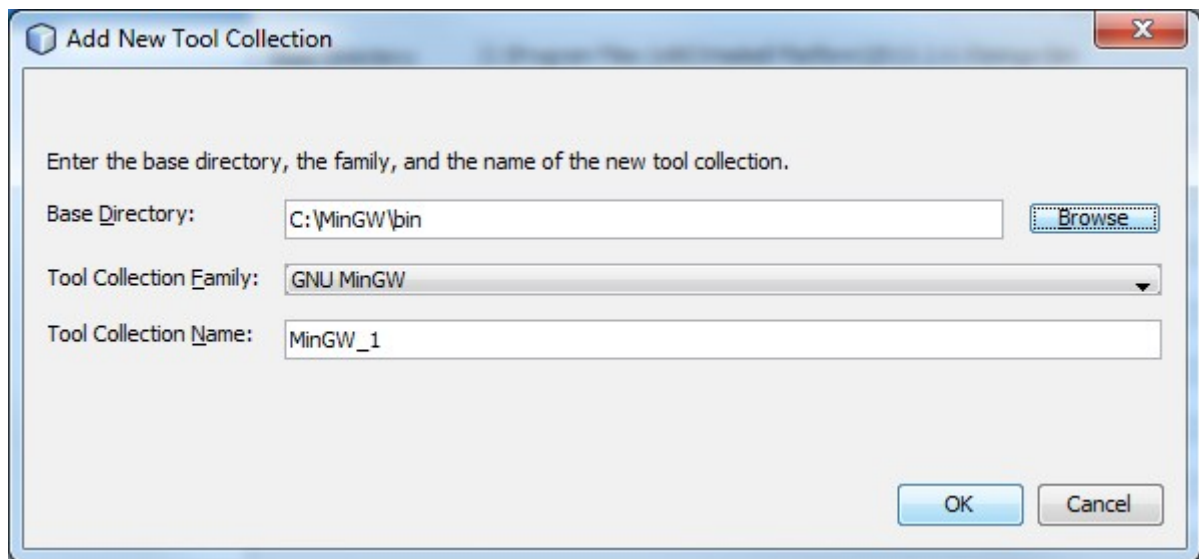 Add New Tool Collection
Enter the base directory, the family, and the name of the new tool collection.
Base Directory: C:\MinGW\bin Browse
Tool Collection Family: GNU MinGW
Tool Collection Name: MinGW_1
OK Cancel